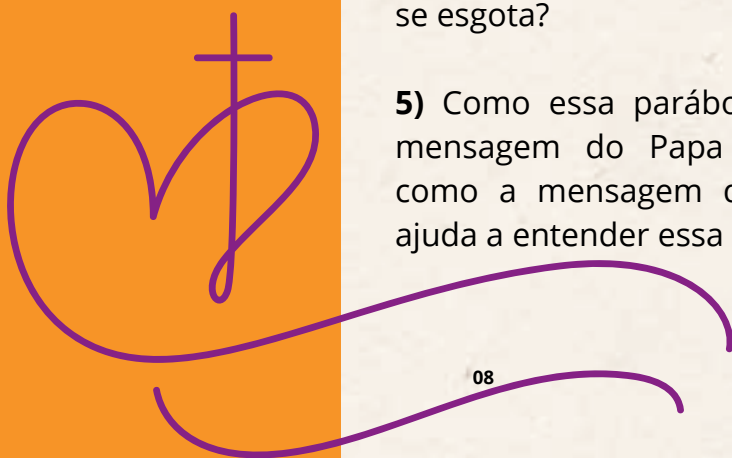 se esgota?
5) Como essa parábo
mensagem do Papa
como a mensagem d
ajuda a entender essa
08